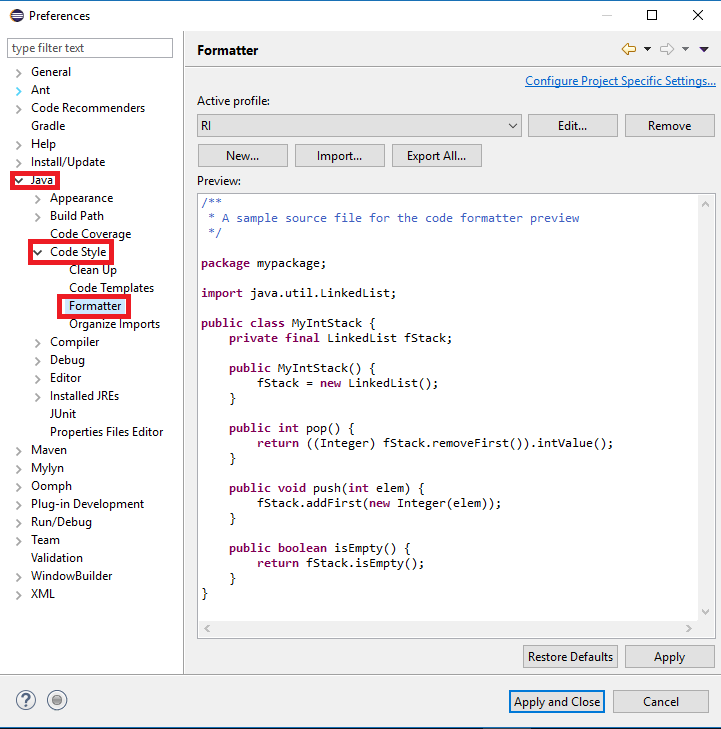 Preferences
type filter text
General
Ant
Code Recommenders
Gradle
Help
Install/Update
Java
Appearance
Build Path
Code Coverage
Code Style
Clean Up
Code Templates
Formatter
Organize Imports
Compiler
Debug
Editor
Installed JREs
JUnit
Properties Files Editor
Maven
Mylyn
Oomph
Plug-in Development
Run/Debug
Team
Validation
WindowBuilder
XML
Formatter
Configure Project Specific Settings...
Active profile:
RI
Edit...
Remove
New...
Import...
Export All...
Preview:
/**
 * A sample source file for the code formatter preview
 */
package mypackage;
import java.util.LinkedList;
public class MyIntStack {
    private final LinkedList fStack;
    public MyIntStack() {
        fStack = new LinkedList();
    }
    public int pop() {
        return ((Integer) fStack.removeFirst()).intValue();
    }
    public void push(int elem) {
        fStack.addFirst(new Integer(elem));
    }
    public boolean isEmpty() {
        return fStack.isEmpty();
    }
}
Restore Defaults
Apply
?
Apply and Close
Cancel